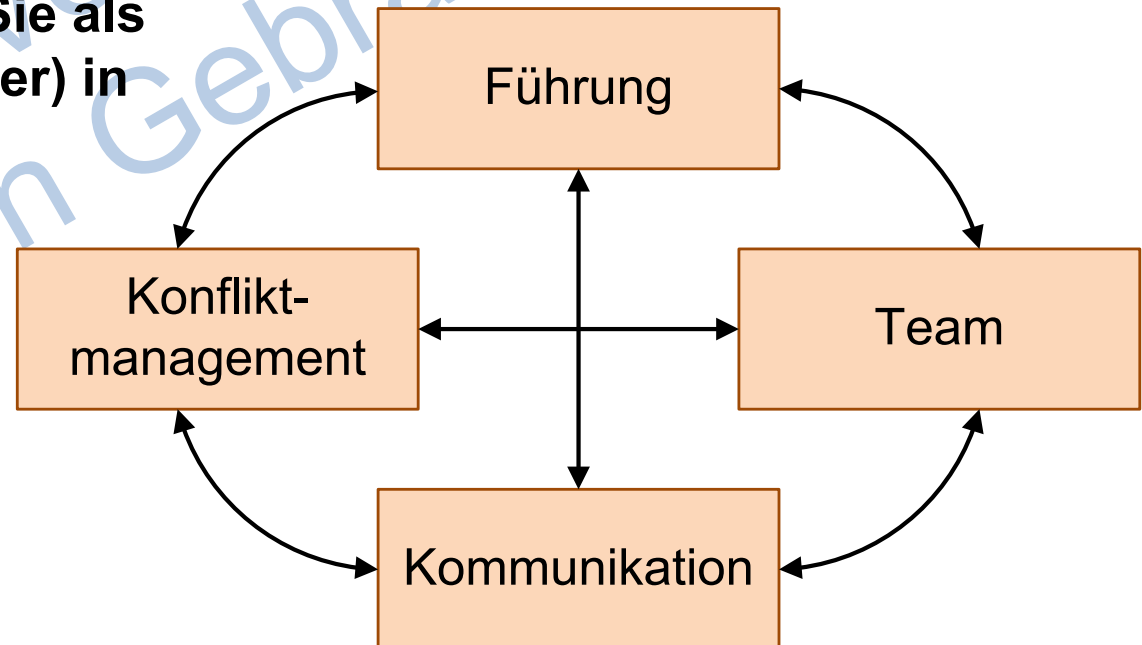 Sie als
er) in
Führung
Konflikt-
management
Team
Kommunikation